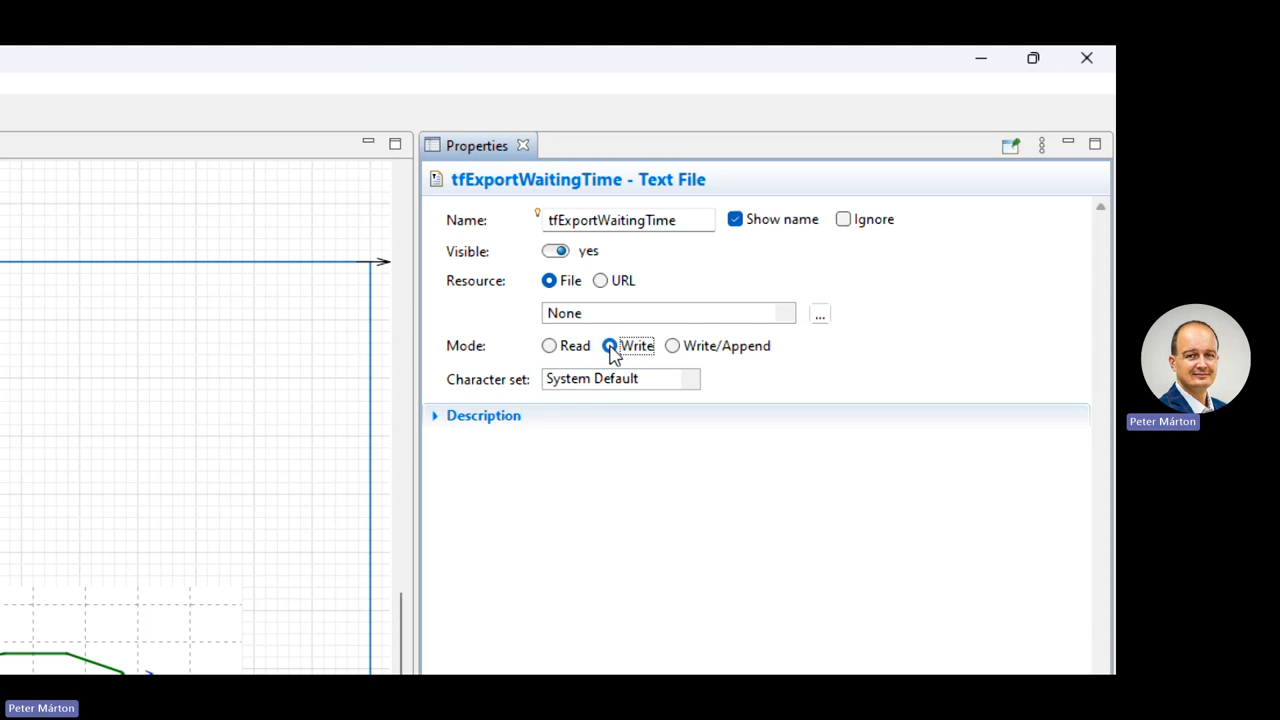 Properties
tfExportWaitingTime - Text File
Name: tfExportWaitingTime Show name Ignore
Visible: yes
Resource: File URL
None ...
Mode: Read Write Write/Append
Character set: System Default
Description
Peter Márton
Peter Márton